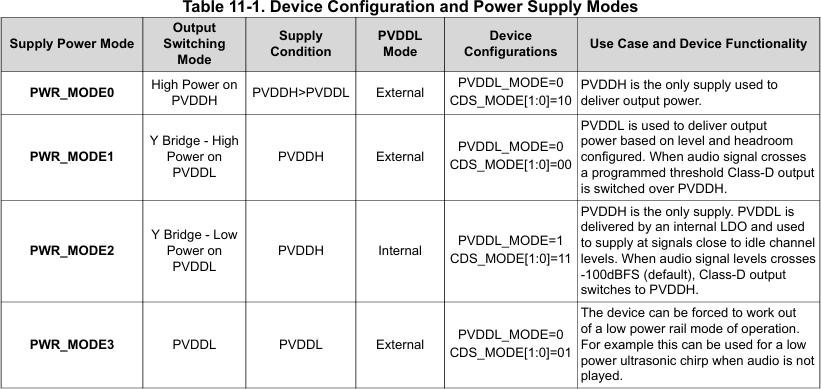 Table 11-1. Device Configuration and Power Supply Modes
Supply Power Mode
Output
Switching
Mode
Supply
Condition
PVDDL
Mode
Device
Configurations
Use Case and Device Functionality
PWR_MODE0
High Power on
PVDDH
PVDDH>PVDDL
External
PVDDL_MODE=0
CDS_MODE[1:0]=10
PVDDH is the only supply used to
deliver output power.
PWR_MODE1
Y Bridge - High
Power on
PVDDL
PVDDH
External
PVDDL_MODE=0
CDS_MODE[1:0]=00
PVDDL is used to deliver output
power based on level and headroom
configured. When audio signal crosses
a programmed threshold Class-D output
is switched over PVDDH.
PWR_MODE2
Y Bridge - Low
Power on
PVDDL
PVDDH
Internal
PVDDL_MODE=1
CDS_MODE[1:0]=11
PVDDH is the only supply. PVDDL is
delivered by an internal LDO and used
to supply at signals close to idle channel
levels. When audio signal levels crosses
-100dBFS (default), Class-D output
switches to PVDDH.
PWR_MODE3
PVDDL
PVDDL
External
PVDDL_MODE=0
CDS_MODE[1:0]=01
The device can be forced to work out
of a low power rail mode of operation.
For example this can be used for a low
power ultrasonic chirp when audio is not
played.